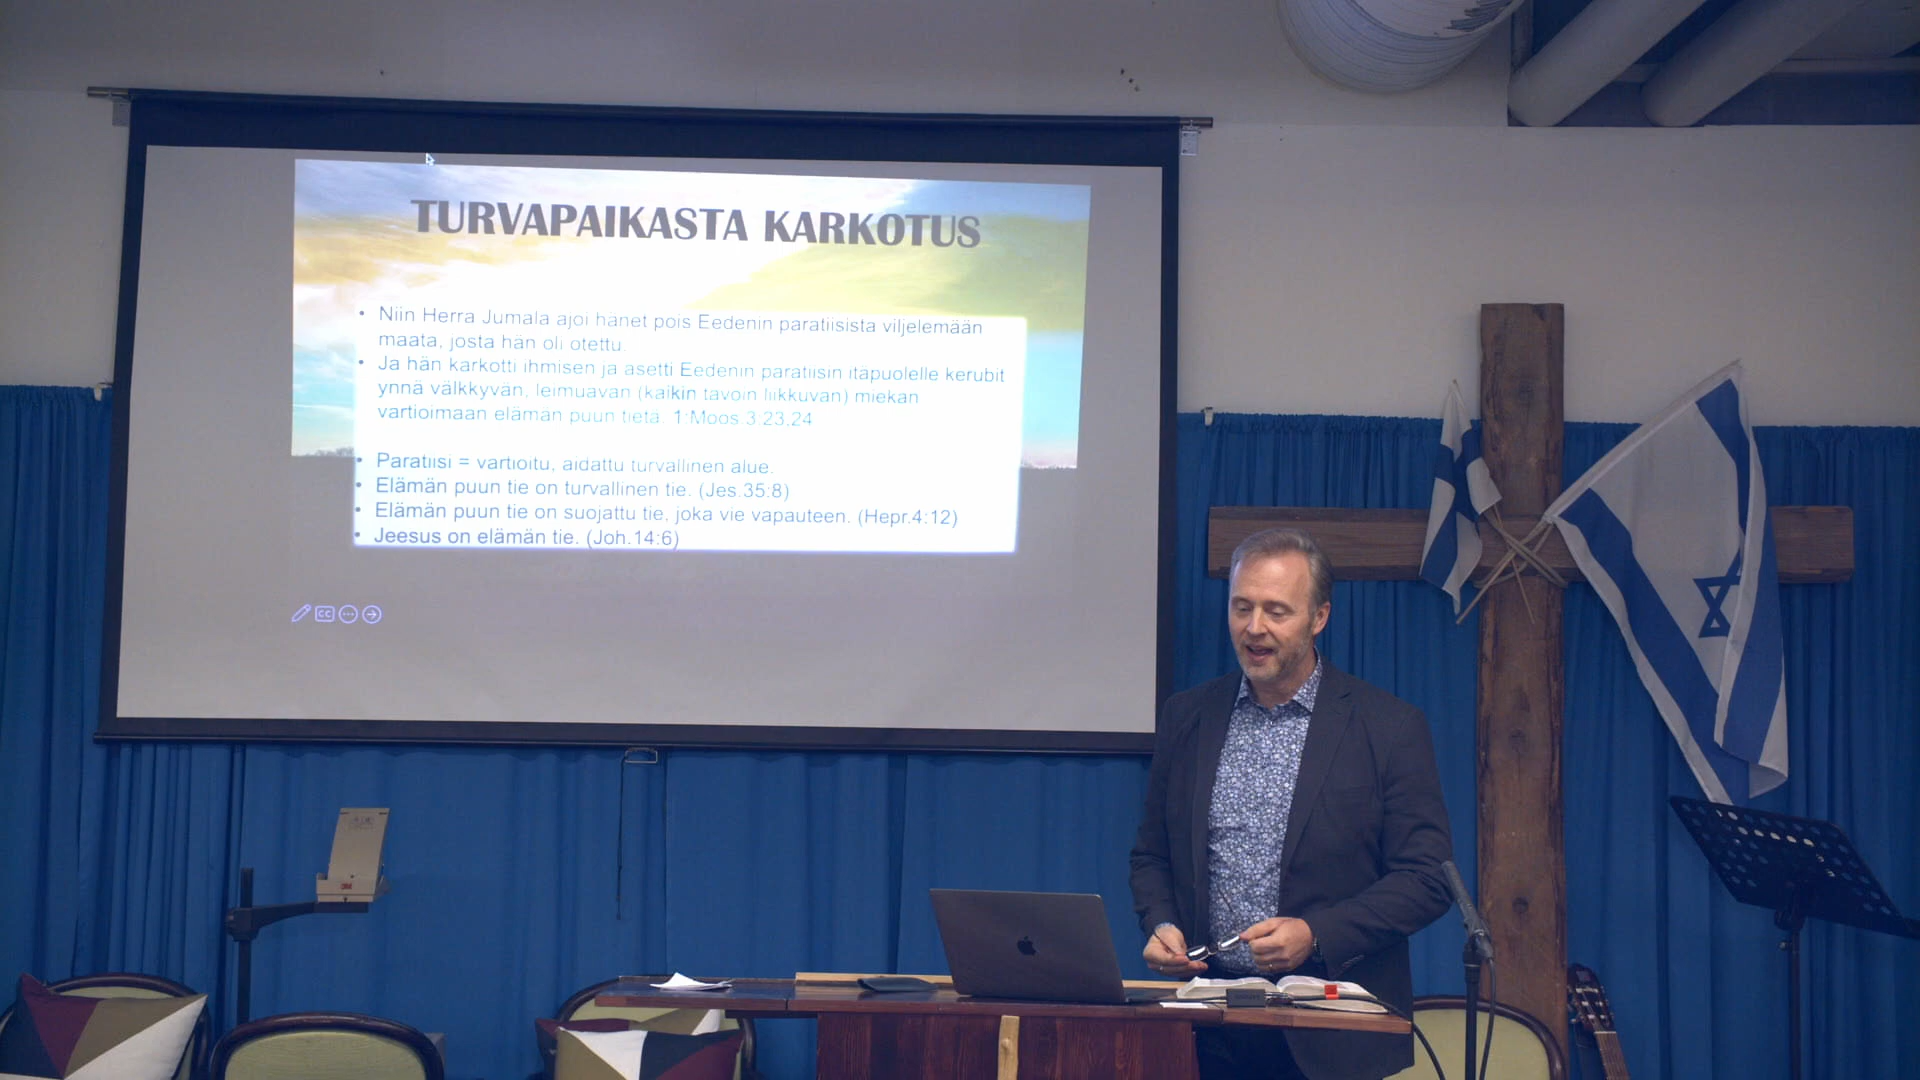 TURVAPAIKASTA KARKOTUS
• Niin Herra Jumala ajoi hänet pois Eedenin paratiisista viljelemään
maata, josta hän oli otettu.
• Ja hän karkotti ihmisen ja asetti Eedenin paratiisin itäpuolelle kerubit
ynnä välkkyvän, leimuavan (kaikin tavoin liikkuvan) miekan
vartioimaan elämän puun tietä. 1:Moos.3:23,24
• Paratiisi = vartioitu, aidattu turvallinen alue.
• Elämän puun tie on turvallinen tie. (Jes.35:8)
• Elämän puun tie on suojattu tie, joka vie vapauteen. (Hepr.4:12)
• Jeesus on elämän tie. (Joh.14:6)
CC
3M